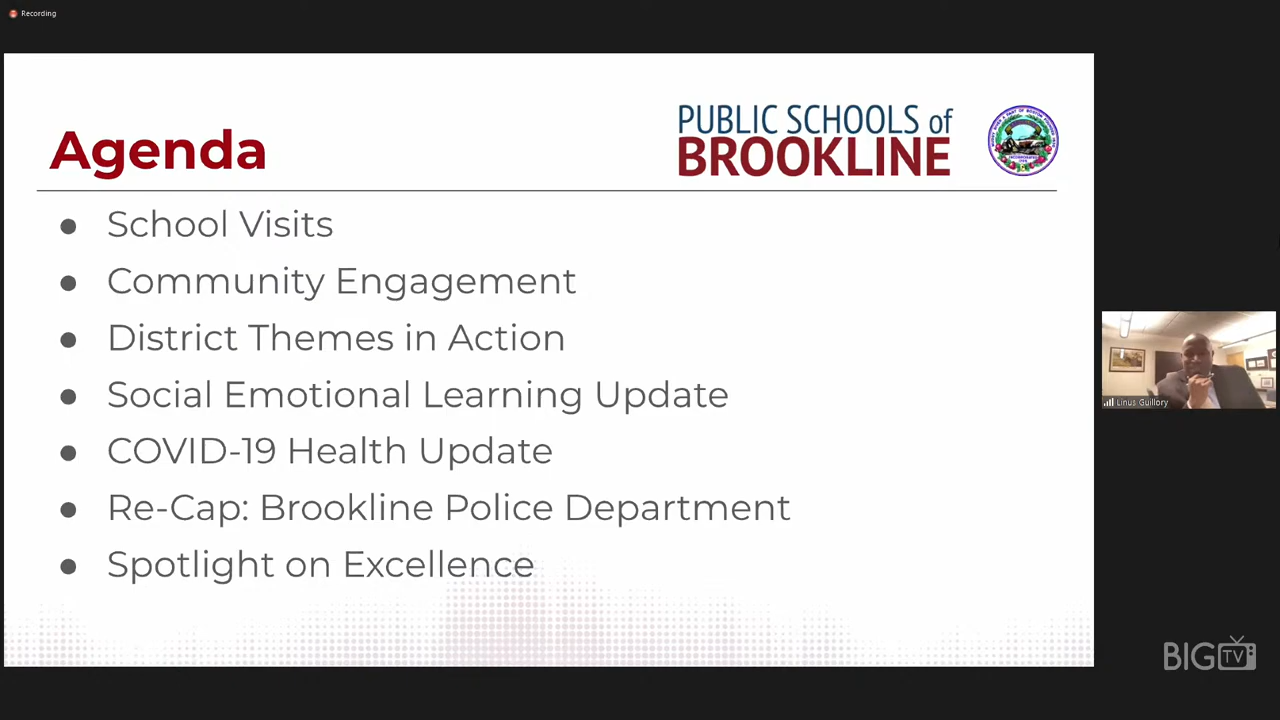 Recording
PUBLIC SCHOOLS of
BROOKLINE
Agenda
● School Visits
● Community Engagement
● District Themes in Action
● Social Emotional Learning Update
● COVID-19 Health Update
● Re-Cap: Brookline Police Department
● Spotlight on Excellence
Linus Guillory
BIG TV